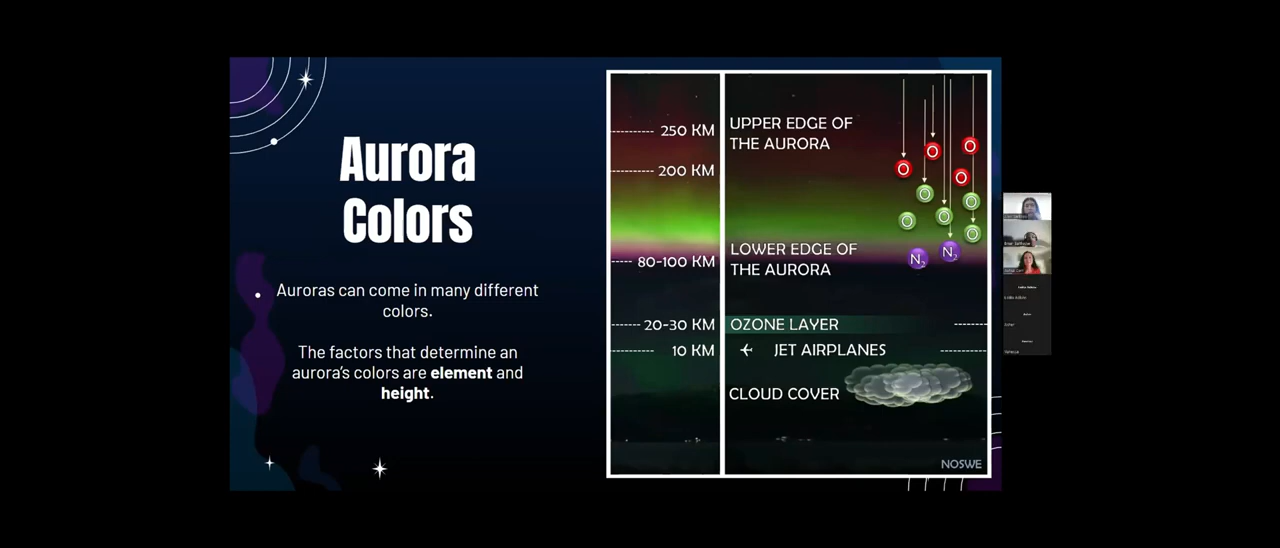 Aurora
Colors
Auroras can come in many different
colors.
The factors that determine an
aurora's colors are element and
height.
250 KM
UPPER EDGE OF
THE AURORA
200 KM
O
O
O
O
O
O
O
O
O
LOWER EDGE OF
THE AURORA
80-100 KM
N₂
N₂
20-30 KM
OZONE LAYER
10 KM
JET AIRPLANES
CLOUD COVER
NOSWE